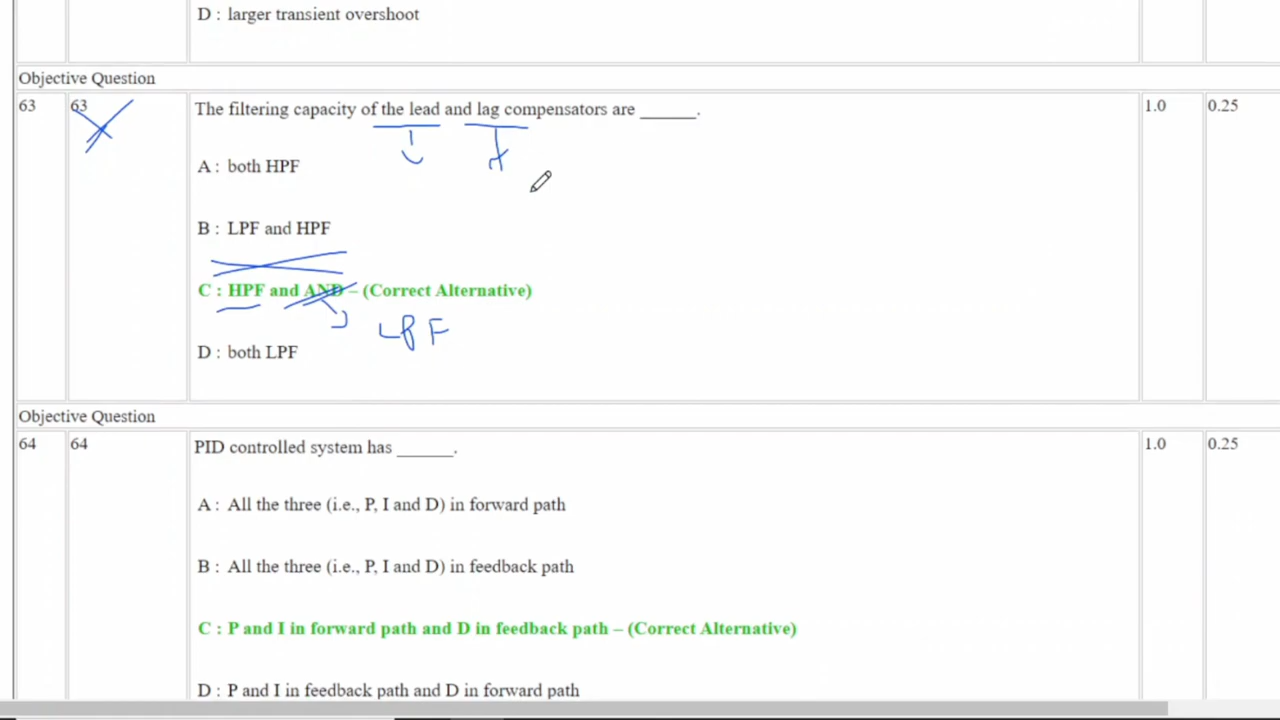 D : larger transient overshoot
Objective Question
63 63 The filtering capacity of the lead and lag compensators are ______. 1.0 0.25
A : both HPF
B : LPF and HPF
C : HPF and AND – (Correct Alternative)
LPF
D : both LPF
Objective Question
64 64 PID controlled system has ______. 1.0 0.25
A : All the three (i.e., P, I and D) in forward path
B : All the three (i.e., P, I and D) in feedback path
C : P and I in forward path and D in feedback path – (Correct Alternative)
D : P and I in feedback path and D in forward path